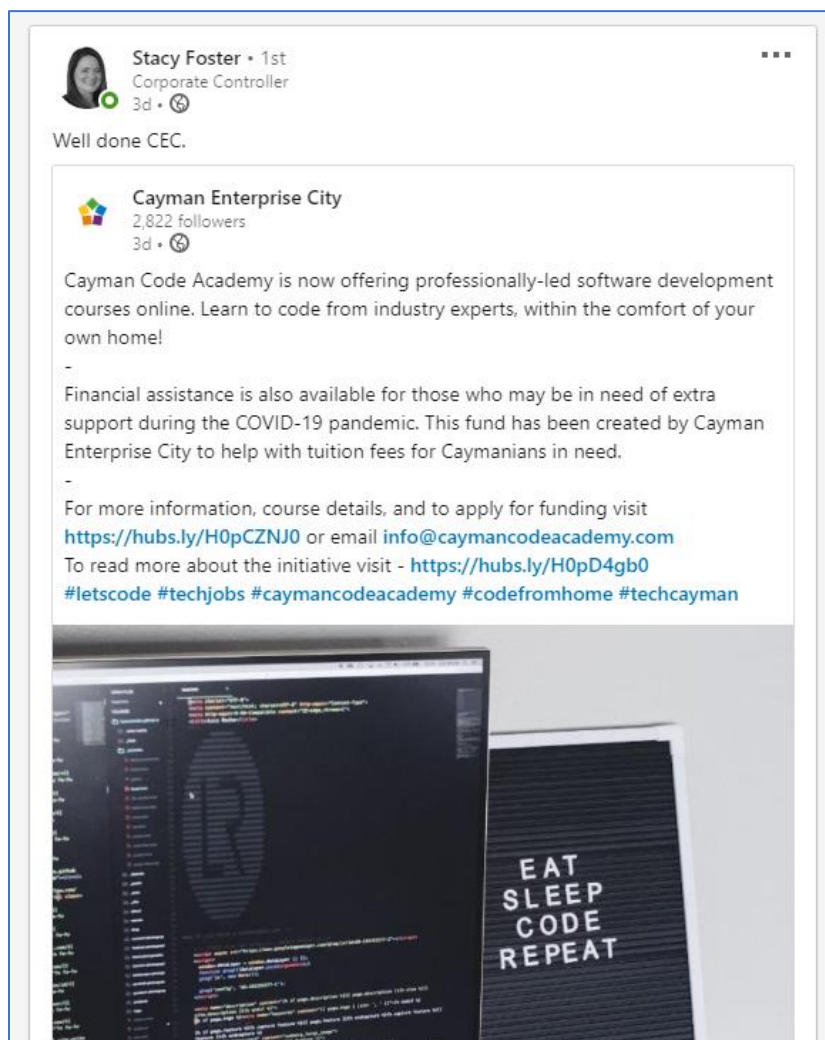 Stacy Foster • 1st
Corporate Controller
3d •
Well done CEC.
Cayman Enterprise City
2,822 followers
3d •
Cayman Code Academy is now offering professionally-led software development
courses online. Learn to code from industry experts, within the comfort of your
own home!
-
Financial assistance is also available for those who may be in need of extra
support during the COVID-19 pandemic. This fund has been created by Cayman
Enterprise City to help with tuition fees for Caymanians in need.
-
For more information, course details, and to apply for funding visit
https://hubs.ly/H0pCZNJ0 or email info@caymancodeacademy.com
To read more about the initiative visit - https://hubs.ly/H0pD4gb0
#letscode #techjobs #caymancodeacademy #codefromhome #techcayman
LR
EAT
SLEEP
CODE
REPEAT